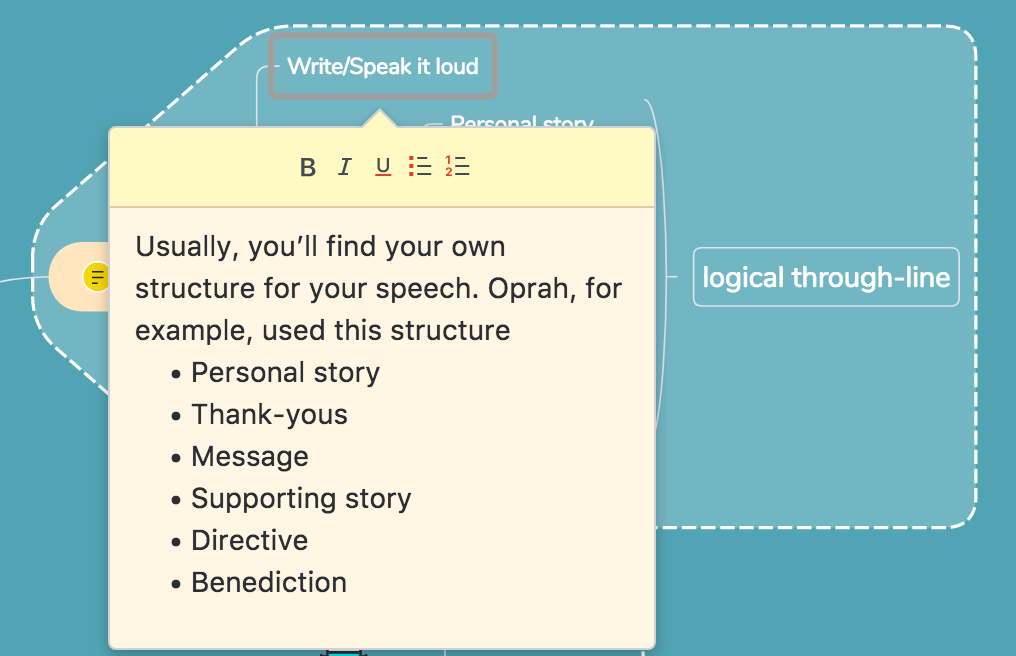 Write/Speak it loud
Personal story
B I U
Usually, you’ll find your own
structure for your speech. Oprah, for
example, used this structure
• Personal story
• Thank-yous
• Message
• Supporting story
• Directive
• Benediction
logical through-line